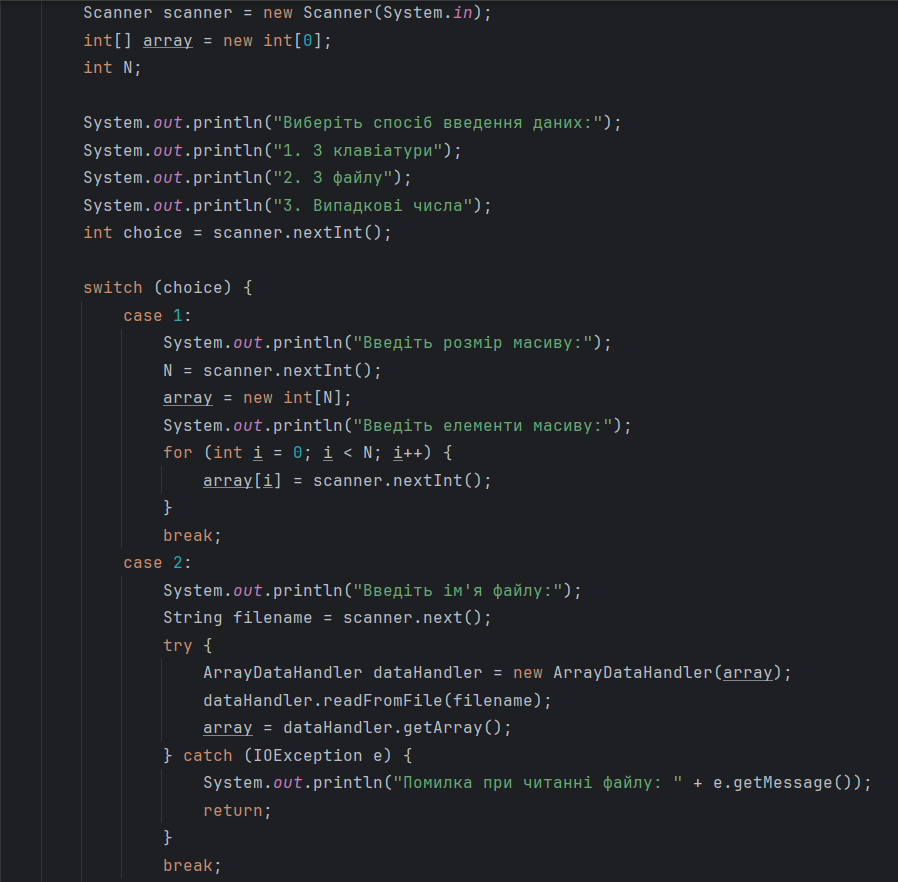 Scanner scanner = new Scanner(System.in);
int[] array = new int[0];
int N;
System.out.println("Виберіть спосіб введення даних:");
System.out.println("1. З клавіатури");
System.out.println("2. З файлу");
System.out.println("3. Випадкові числа");
int choice = scanner.nextInt();
switch (choice) {
case 1:
System.out.println("Введіть розмір масиву:");
N = scanner.nextInt();
array = new int[N];
System.out.println("Введіть елементи масиву:");
for (int i = 0; i < N; i++) {
array[i] = scanner.nextInt();
}
break;
case 2:
System.out.println("Введіть ім'я файлу:");
String filename = scanner.next();
try {
ArrayDataHandler dataHandler = new ArrayDataHandler(array);
dataHandler.readFromFile(filename);
array = dataHandler.getArray();
} catch (IOException e) {
System.out.println("Помилка при читанні файлу: " + e.getMessage());
return;
}
break;